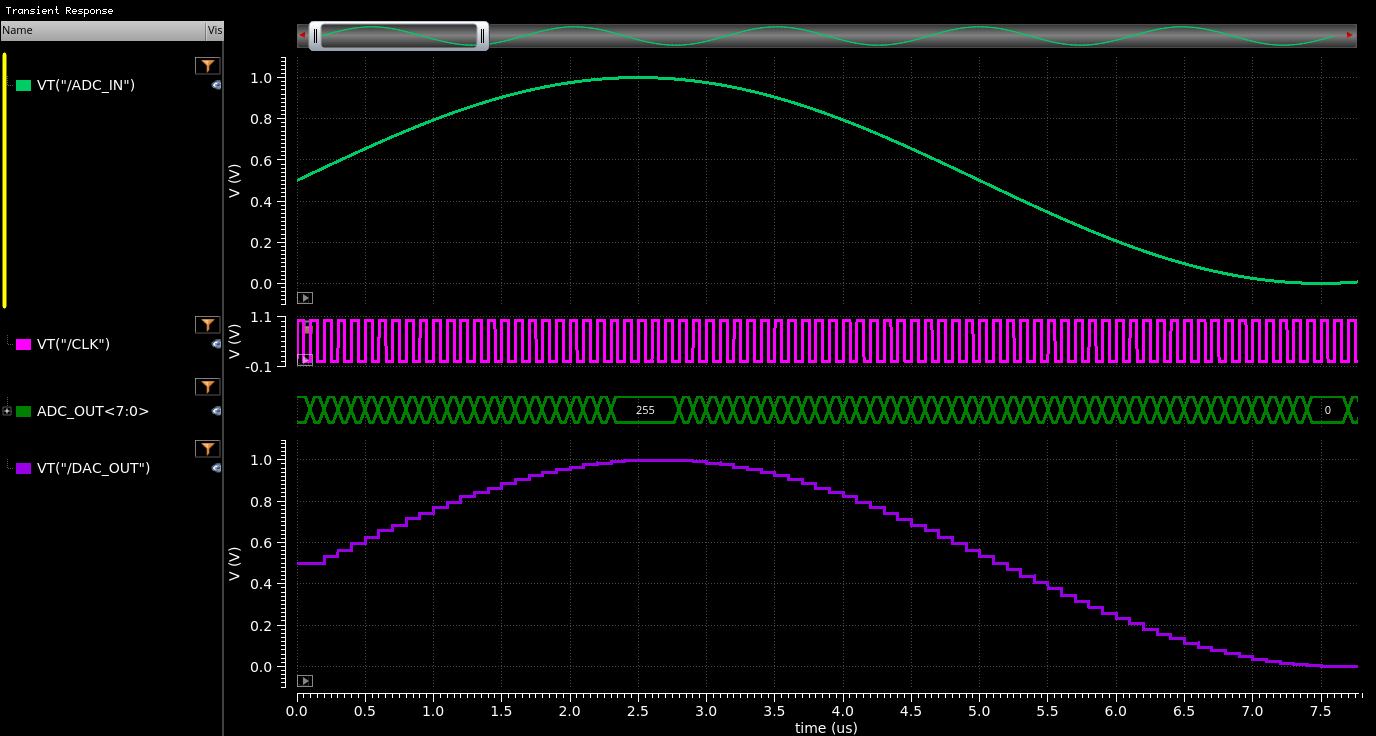 Transient Response
Name Vis
VT("/ADC_IN")
V (V)
1.0
0.8
0.6
0.4
0.2
0.0
VT("/CLK")
V (V)
1.1
-0.1
ADC_OUT<7:0>
255 0
VT("/DAC_OUT")
V (V)
1.0
0.8
0.6
0.4
0.2
0.0
0.0 0.5 1.0 1.5 2.0 2.5 3.0 3.5 4.0 4.5 5.0 5.5 6.0 6.5 7.0 7.5
time (us)